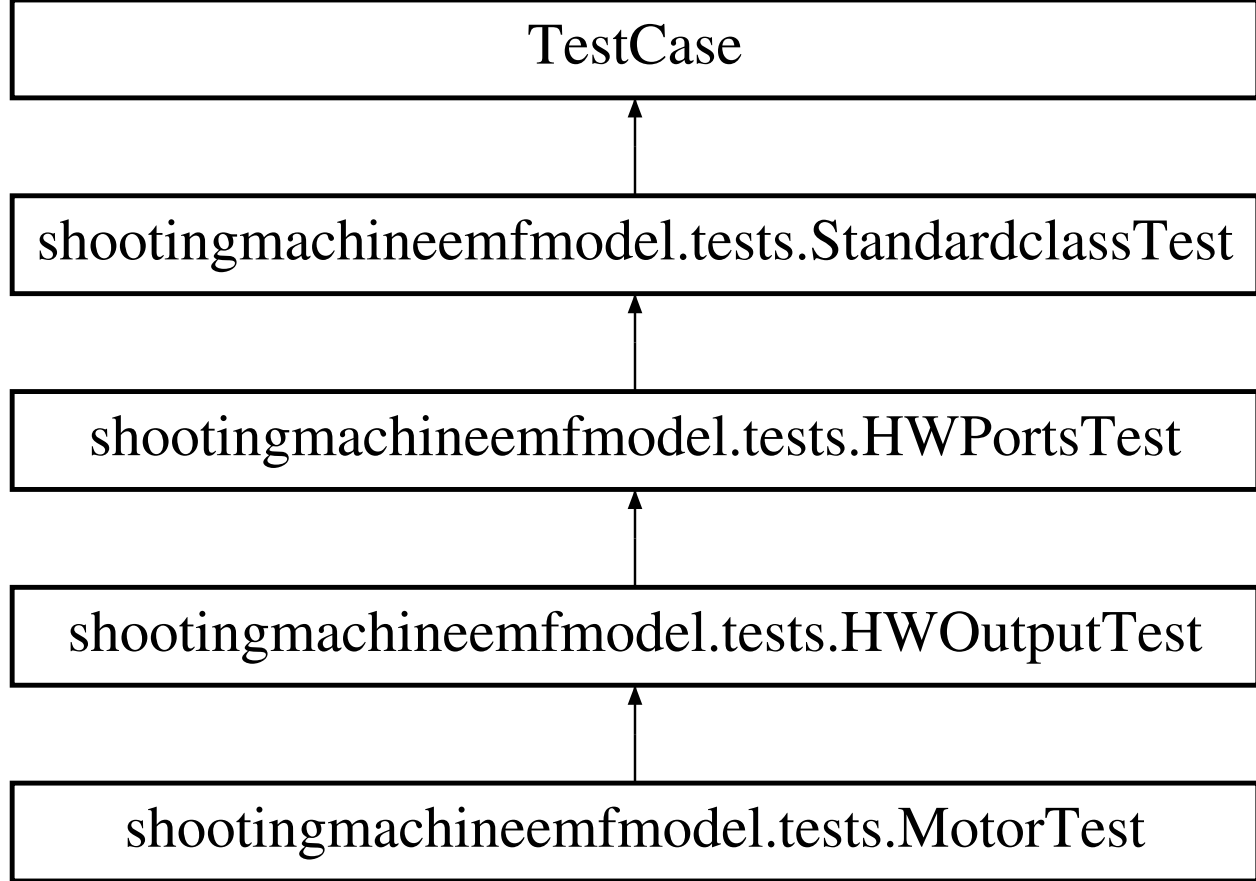 TestCase
shootingmachineemfmodel.tests.StandardclassTest
shootingmachineemfmodel.tests.HWPortsTest
shootingmachineemfmodel.tests.HWOutputTest
shootingmachineemfmodel.tests.MotorTest